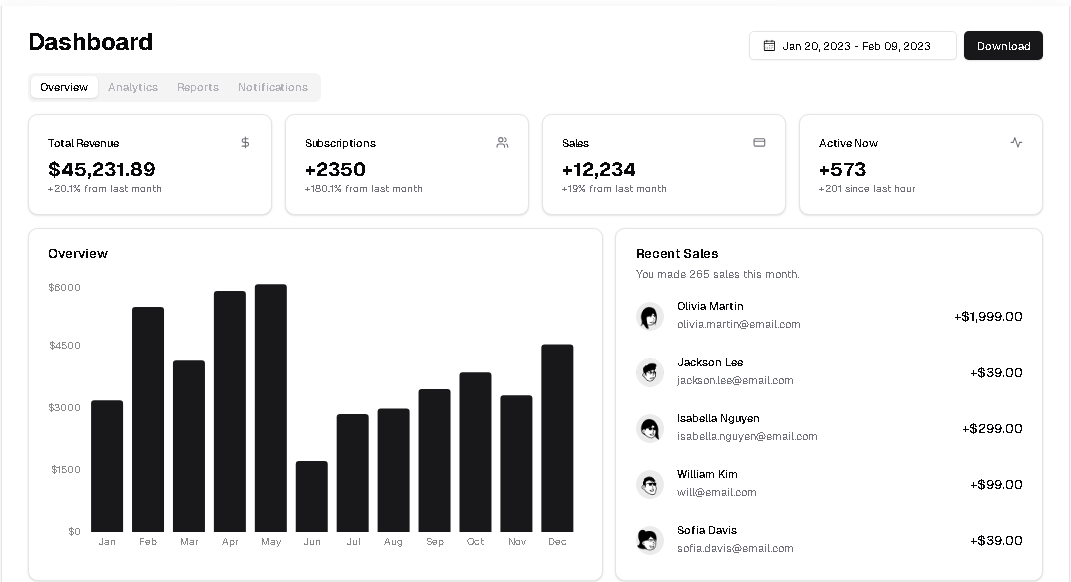 Dashboard
Jan 20, 2023 - Feb 09, 2023
Download
Overview Analytics Reports Notifications
Total Revenue
$45,231.89
+20.1% from last month
Subscriptions
+2350
+180.1% from last month
Sales
+12,234
+19% from last month
Active Now
+573
+201 since last hour
Overview
$6000
$4500
$3000
$1500
$0
Jan Feb Mar Apr May Jun Jul Aug Sep Oct Nov Dec
Recent Sales
You made 265 sales this month.
Olivia Martin
olivia.martin@email.com
+$1,999.00
Jackson Lee
jackson.lee@email.com
+$39.00
Isabella Nguyen
isabella.nguyen@email.com
+$299.00
William Kim
will@email.com
+$99.00
Sofia Davis
sofia.davis@email.com
+$39.00